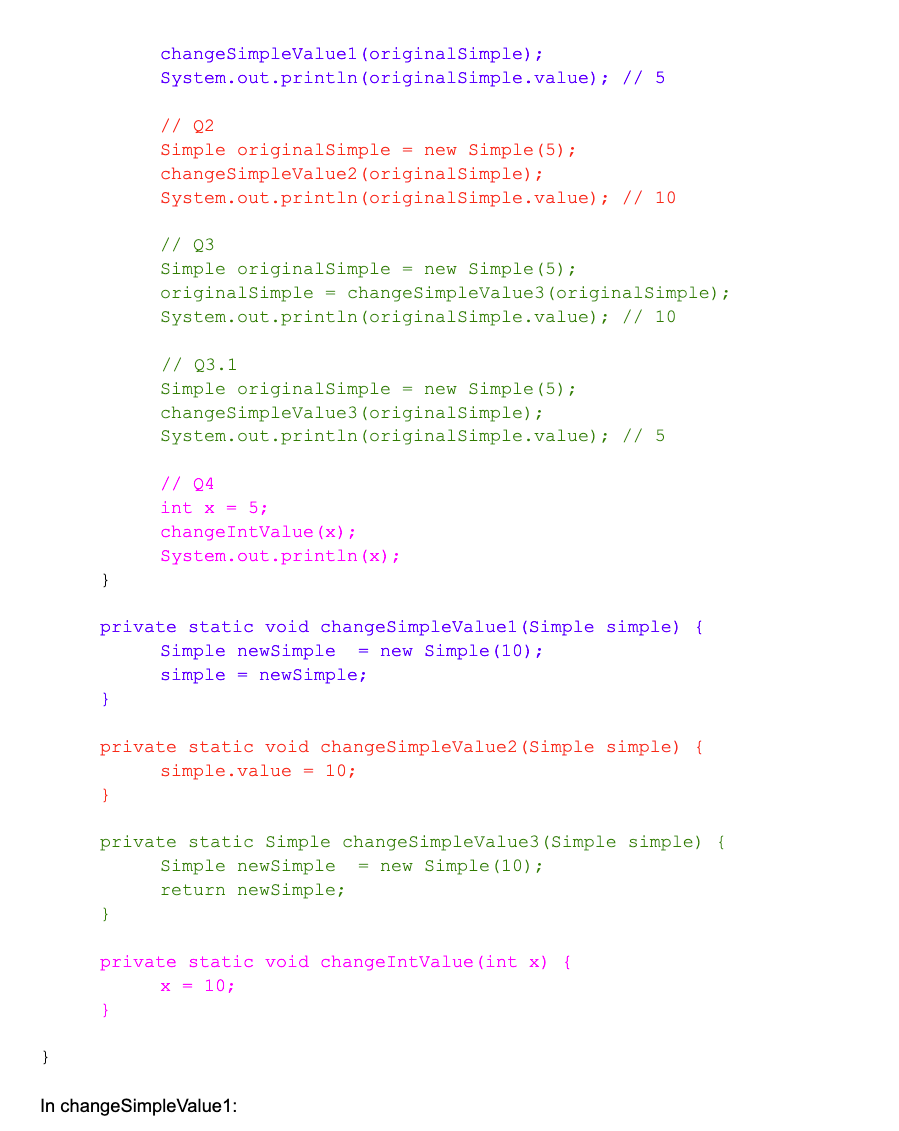 changeSimpleValue1(originalSimple);
System.out.println(originalSimple.value); // 5
// Q2
Simple originalSimple = new Simple(5);
changeSimpleValue2(originalSimple);
System.out.println(originalSimple.value); // 10
// Q3
Simple originalSimple = new Simple(5);
originalSimple = changeSimpleValue3(originalSimple);
System.out.println(originalSimple.value); // 10
// Q3.1
Simple originalSimple = new Simple(5);
changeSimpleValue3(originalSimple);
System.out.println(originalSimple.value); // 5
// Q4
int x = 5;
changeIntValue(x);
System.out.println(x);
}
private static void changeSimpleValue1(Simple simple) {
Simple newSimple  = new Simple(10);
simple = newSimple;
}
private static void changeSimpleValue2(Simple simple) {
simple.value = 10;
}
private static Simple changeSimpleValue3(Simple simple) {
Simple newSimple  = new Simple(10);
return newSimple;
}
private static void changeIntValue(int x) {
x = 10;
}
}
In changeSimpleValue1: